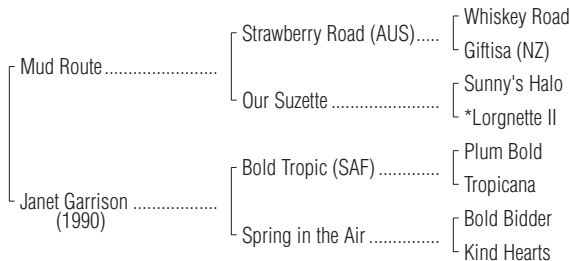 Whiskey Road
Strawberry Road (AUS).....
Giftisa (NZ)
Mud Route.......................
Sunny's Halo
Our Suzette ......................
*Lorgnette II
Plum Bold
Bold Tropic (SAF) .............
Tropicana
Janet Garrison .................
(1990)
Bold Bidder
Spring in the Air...............
Kind Hearts